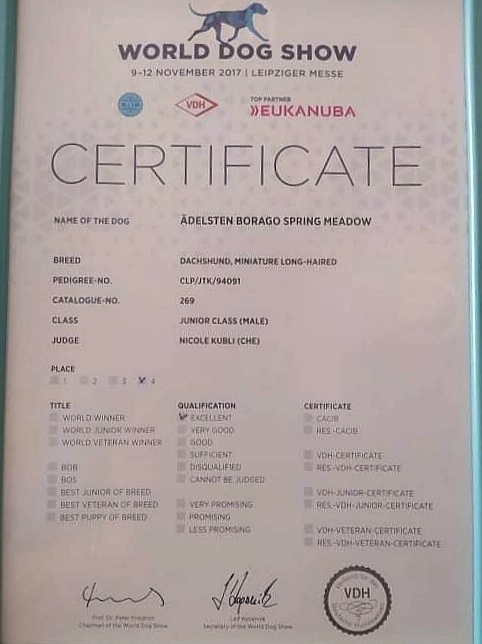 WORLD DOG SHOW
9-12 NOVEMBER 2017 | LEIPZIGER MESSE
VDH
TOP PARTNER
EUKANUBA
CERTIFICATE
NAME OF THE DOG ÄDELSTEN BORAGO SPRING MEADOW
BREED DACHSHUND, MINIATURE LONG-HAIRED
PEDIGREE-NO. CLP/JTK/94091
CATALOGUE-NO. 269
CLASS JUNIOR CLASS (MALE)
JUDGE NICOLE KUBLI (CHE)
PLACE
1 2 3 4
TITLE QUALIFICATION CERTIFICATE
WORLD WINNER EXCELLENT CACIB
WORLD JUNIOR WINNER VERY GOOD RES.-CACIB
WORLD VETERAN WINNER GOOD
SUFFICIENT VDH-CERTIFICATE
BOB DISQUALIFIED RES.-VDH-CERTIFICATE
BOS CANNOT BE JUDGED
BEST JUNIOR OF BREED VDH-JUNIOR-CERTIFICATE
BEST VETERAN OF BREED VERY PROMISING RES.-VDH-JUNIOR-CERTIFICATE
BEST PUPPY OF BREED PROMISING
LESS PROMISING VDH-VETERAN-CERTIFICATE
RES.-VDH-VETERAN-CERTIFICATE
Prof. Dr. Peter Friedrich
Chairman of the World Dog Show
Leif Kopernik
Secretary of the World Dog Show
VDH